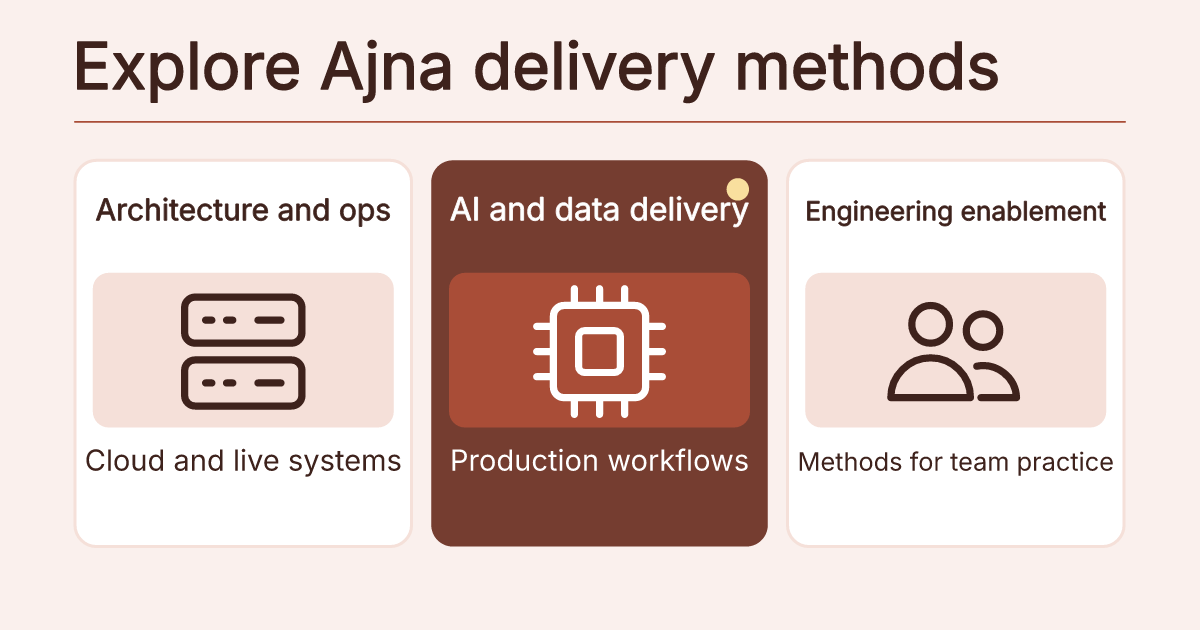 Explore Ajna delivery methods
Architecture and ops
AI and data delivery
Engineering enablement
Cloud and live systems
Production workflows
Methods for team practice